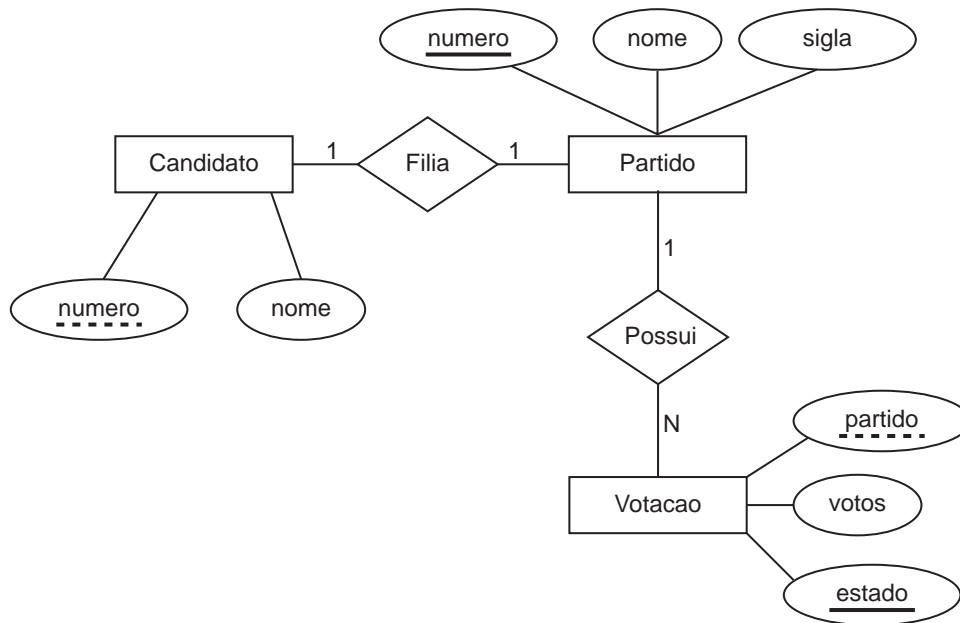 numero
nome
sigla
Candidato
1
Filia
1
Partido
1
numero
nome
Possui
N
partido
Votacao
votos
estado